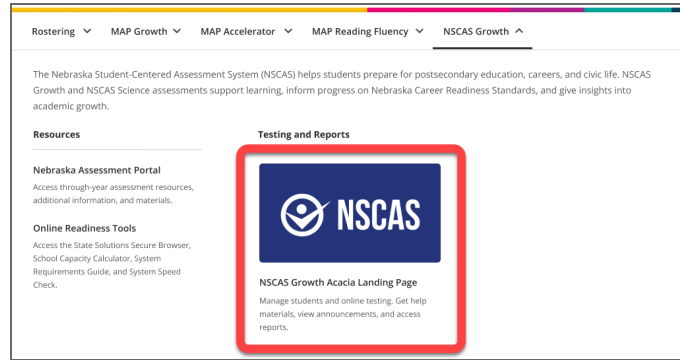 Rostering MAP Growth MAP Accelerator MAP Reading Fluency NSCAS Growth
The Nebraska Student-Centered Assessment System (NSCAS) helps students prepare for postsecondary education, careers, and civic life. NSCAS
Growth and NSCAS Science assessments support learning, inform progress on Nebraska Career Readiness Standards, and give insights into
academic growth.
Resources
Nebraska Assessment Portal
Access through-year assessment resources,
additional information, and materials.
Online Readiness Tools
Access the State Solutions Secure Browser,
School Capacity Calculator, System
Requirements Guide, and System Speed
Check.
Testing and Reports
NSCAS
NSCAS Growth Acacia Landing Page
Manage students and online testing. Get help
materials, view announcements, and access
reports.